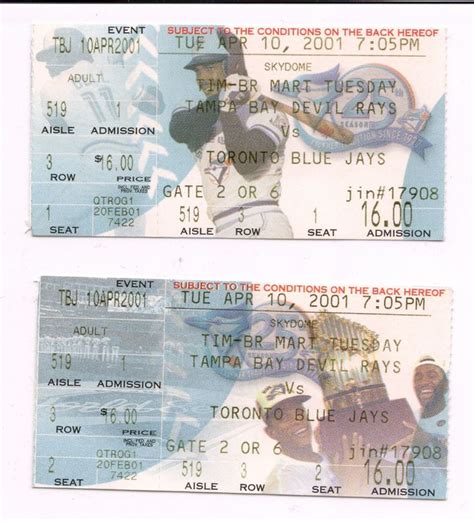 EVENT SUBJECT TO THE CONDITIONS ON THE BACK HEREOF
TBJ 10APR2001 TUE APR 10, 2001 7:05PM
SKYDOME
ADULT TIM-BR MART TUESDAY
TAMPA BAY DEVIL RAYS
519 1 Vs
AISLE ADMISSION
TORONTO BLUE JAYS
3 $16.00
ROW PRICE
GATE 2 OR 6 jin#17908
QTROG1
20FEB01
1 7422 519 3 1 16.00
SEAT AISLE ROW SEAT ADMISSION
SEASON
EVENT SUBJECT TO THE CONDITIONS ON THE BACK HEREOF
TBJ 10APR2001 TUE APR 10, 2001 7:05PM
SKYDOME
ADULT TIM-BR MART TUESDAY
TAMPA BAY DEVIL RAYS
519 1 Vs
AISLE ADMISSION
TORONTO BLUE JAYS
3 $16.00
ROW PRICE
GATE 2 OR 6 jin#17908
QTROG1
20FEB01
2 7422 519 3 2 16.00
SEAT AISLE ROW SEAT ADMISSION